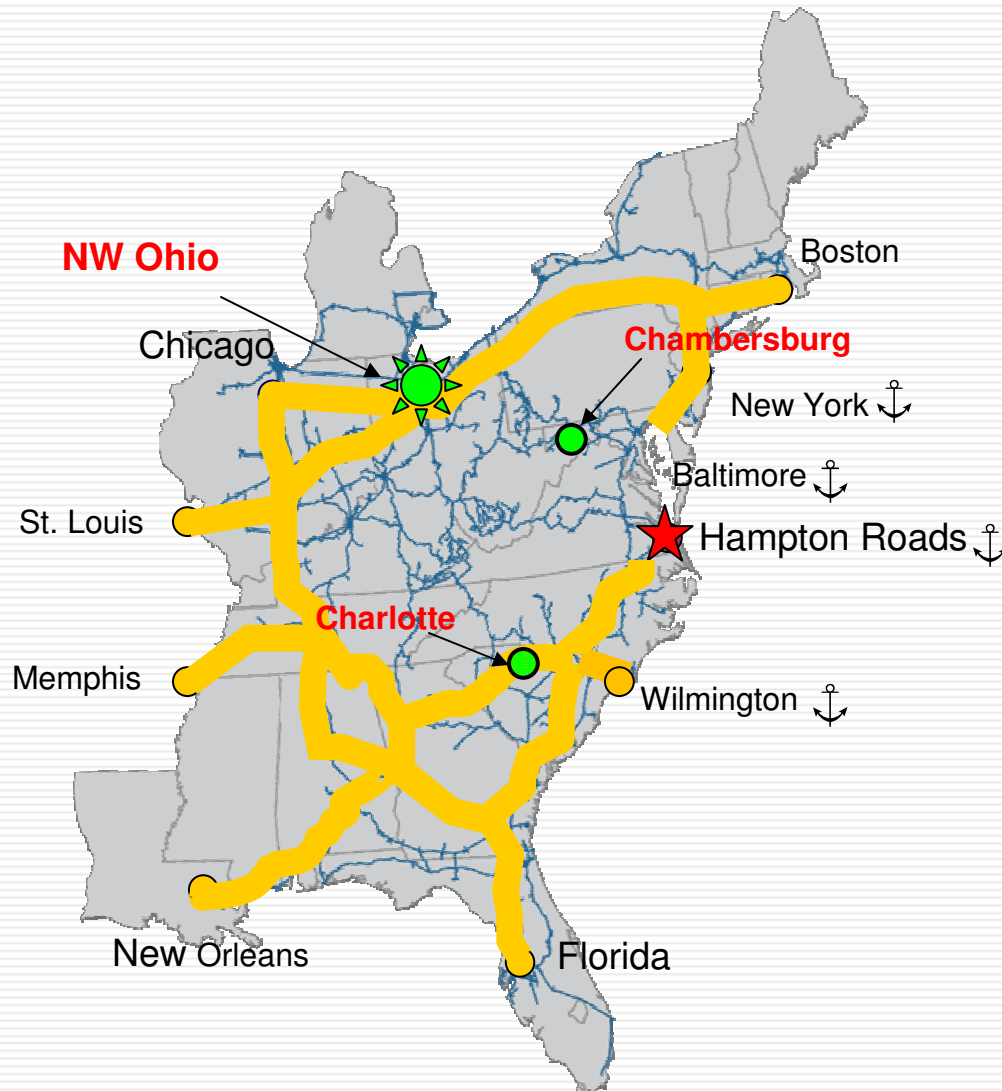 Boston
NW Ohio
Chicago
Chambersburg
New York
Baltimore
St. Louis
Hampton Roads
Charlotte
Memphis
Wilmington
New Orleans
Florida